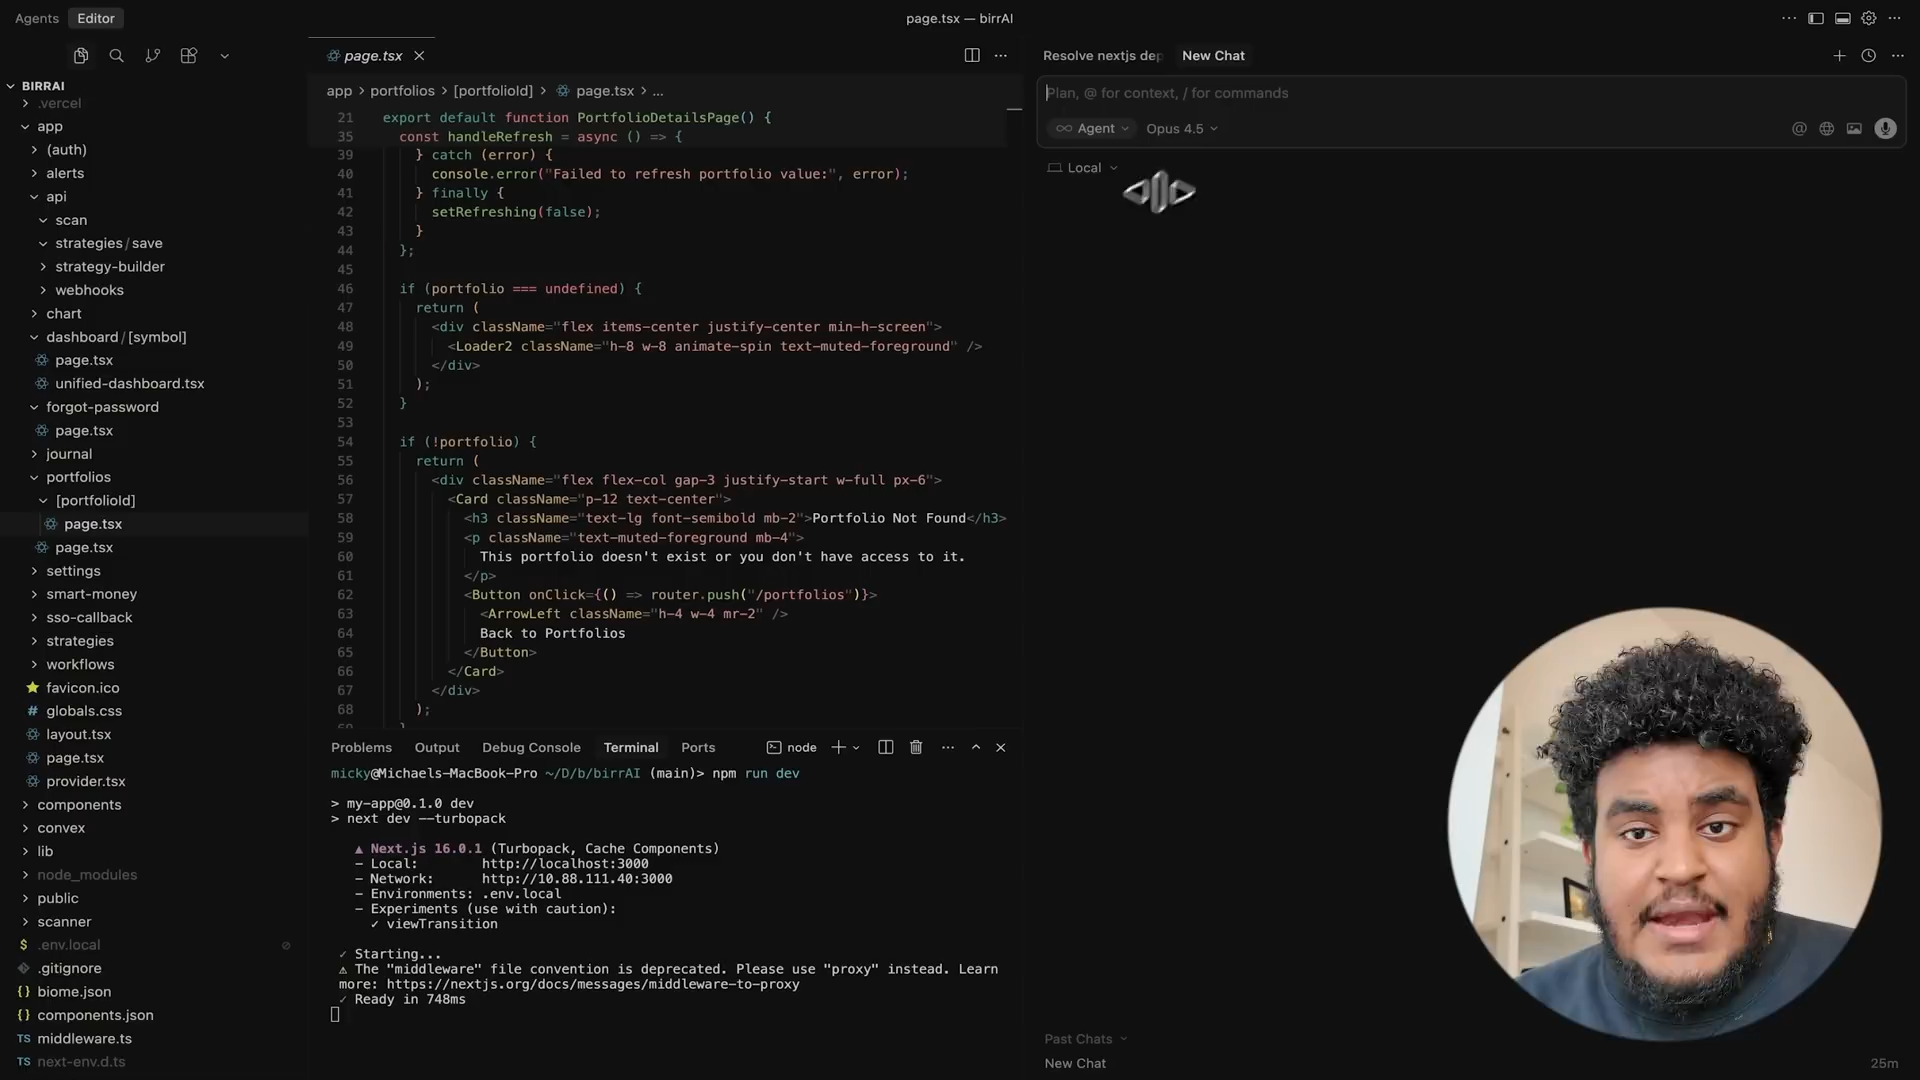 Agents Editor
page.tsx — birrAI
page.tsx
Resolve nextjs dep New Chat
BIRRAI
.vercel
app
(auth)
alerts
api
scan
strategies/save
strategy-builder
webhooks
chart
dashboard/[symbol]
page.tsx
unified-dashboard.tsx
forgot-password
page.tsx
journal
portfolios
[portfolioId]
page.tsx
page.tsx
settings
smart-money
sso-callback
strategies
workflows
favicon.ico
globals.css
layout.tsx
page.tsx
provider.tsx
components
convex
lib
node_modules
public
scanner
.env.local
.gitignore
biome.json
components.json
middleware.ts
next-env.d.ts
app > portfolios > [portfolioId] > page.tsx > ...
21 export default function PortfolioDetailsPage() {
35 const handleRefresh = async () => {
39 } catch (error) {
40 console.error("Failed to refresh portfolio value:", error);
41 } finally {
42 setRefreshing(false);
43 }
44 };
45
46 if (portfolio === undefined) {
47 return (
48 <div className="flex items-center justify-center min-h-screen">
49 <Loader2 className="h-8 w-8 animate-spin text-muted-foreground" />
50 </div>
51 );
52 }
53
54 if (!portfolio) {
55 return (
56 <div className="flex flex-col gap-3 justify-start w-full px-6">
57 <Card className="p-12 text-center">
58 <h3 className="text-lg font-semibold mb-2">Portfolio Not Found</h3>
59 <p className="text-muted-foreground mb-4">
60 This portfolio doesn't exist or you don't have access to it.
61 </p>
62 <Button onClick={() => router.push("/portfolios")}>
63 <ArrowLeft className="h-4 w-4 mr-2" />
64 Back to Portfolios
65 </Button>
66 </Card>
67 </div>
68 );
69 }
Problems Output Debug Console Terminal Ports node
micky@Michaels-MacBook-Pro ~/D/b/birrAI (main)> npm run dev
> my-app@0.1.0 dev
> next dev --turbopack
▲ Next.js 16.0.1 (Turbopack, Cache Components)
- Local: http://localhost:3000
- Network: http://10.88.111.40:3000
- Environments: .env.local
- Experiments (use with caution):
✓ viewTransition
✓ Starting...
⚠ The "middleware" file convention is deprecated. Please use "proxy" instead. Learn
more: https://nextjs.org/docs/messages/middleware-to-proxy
✓ Ready in 748ms
Plan, @ for context, / for commands
Agent Opus 4.5
Local
Past Chats
New Chat 25m